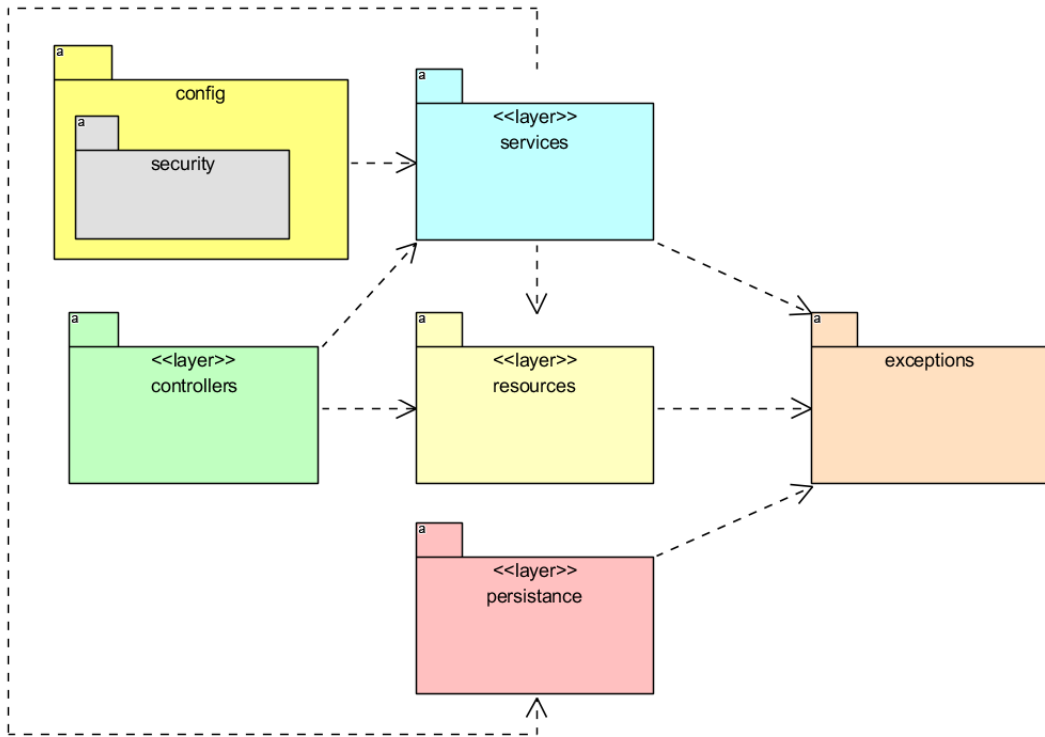 a
config
a
security
a
<<layer>>
services
a
<<layer>>
controllers
a
<<layer>>
resources
a
exceptions
a
<<layer>>
persistance